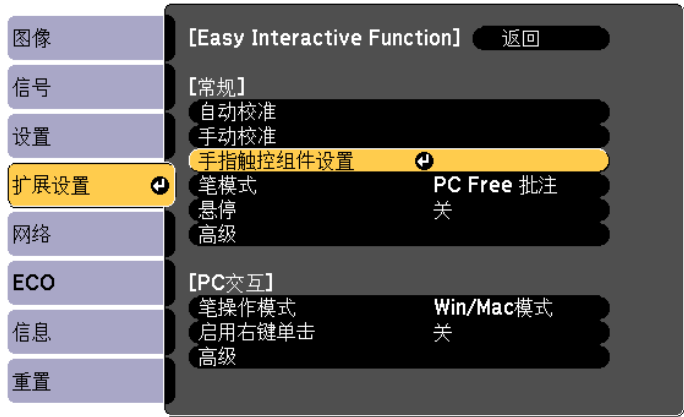 图像
信号
设置
扩展设置
网络
ECO
信息
重置
[Easy Interactive Function] 返回
[常规]
自动校准
手动校准
手指触控组件设置
笔模式 PC Free 批注
悬停 关
高级
[PC交互]
笔操作模式 Win/Mac模式
启用右键单击 关
高级